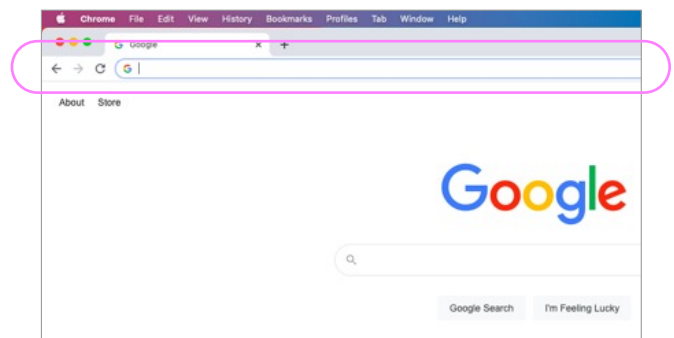 Chrome File Edit View History Bookmarks Profiles Tab Window Help
Google
About Store
Google
Google Search I'm Feeling Lucky